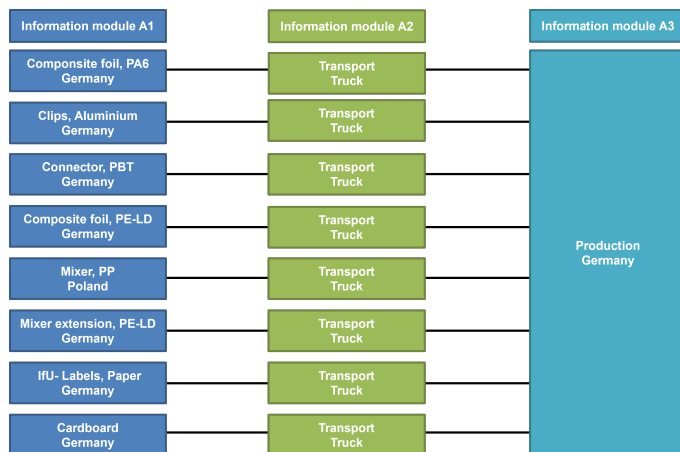 Information module A1
Information module A2
Information module A3
Componsite foil, PA6
Germany
Transport
Truck
Clips, Aluminium
Germany
Transport
Truck
Connector, PBT
Germany
Transport
Truck
Composite foil, PE-LD
Germany
Transport
Truck
Production
Germany
Mixer, PP
Poland
Transport
Truck
Mixer extension, PE-LD
Germany
Transport
Truck
IfU- Labels, Paper
Germany
Transport
Truck
Cardboard
Germany
Transport
Truck